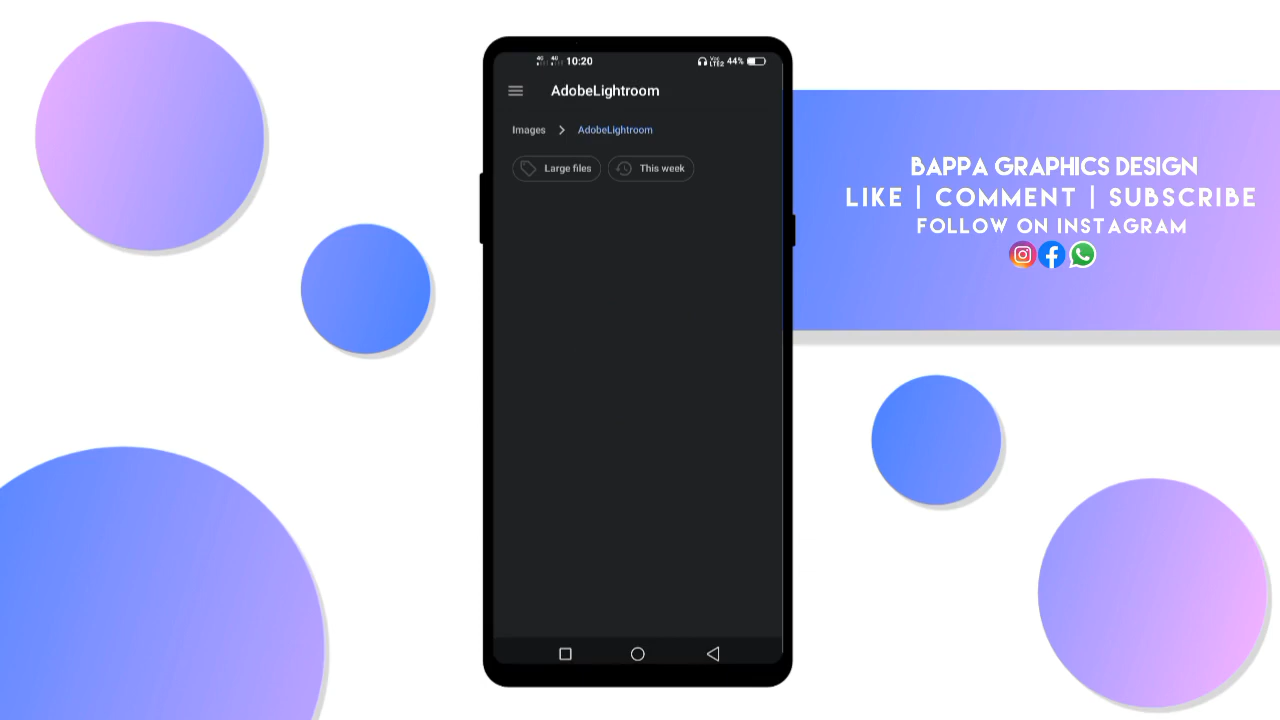 10:20
44%
AdobeLightroom
Images
AdobeLightroom
Large files
This week
BAPPA GRAPHICS DESIGN
LIKE | COMMENT | SUBSCRIBE
FOLLOW ON INSTAGRAM